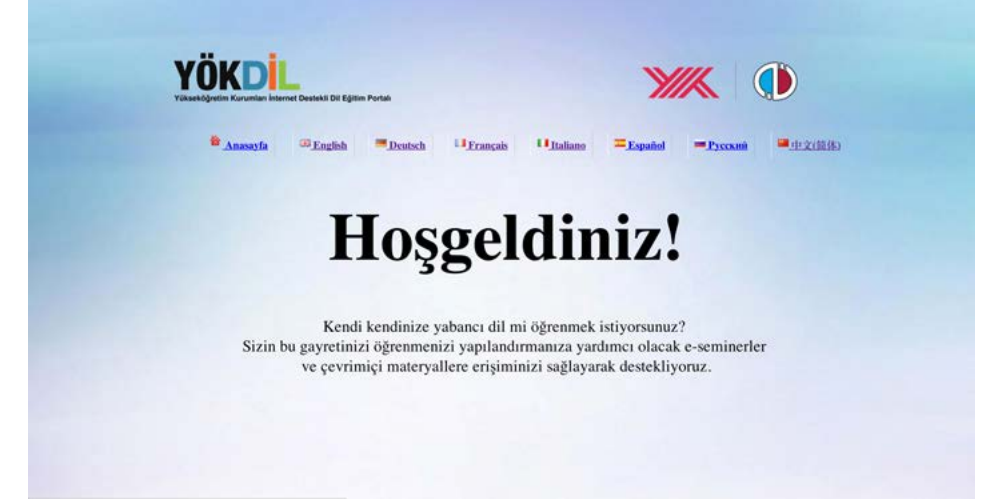 YÖKDİL
Yükseköğretim Kurumları İnternet Destekli Dil Eğitim Portalı
Anasayfa English Deutsch Français Italiano Español Русский 中文(简体)
Hoşgeldiniz!
Kendi kendinize yabancı dil mi öğrenmek istiyorsunuz?
Sizin bu gayretinizi öğrenmenizi yapılandırmanıza yardımcı olacak e-seminerler
ve çevrimiçi materyallere erişiminizi sağlayarak destekliyoruz.